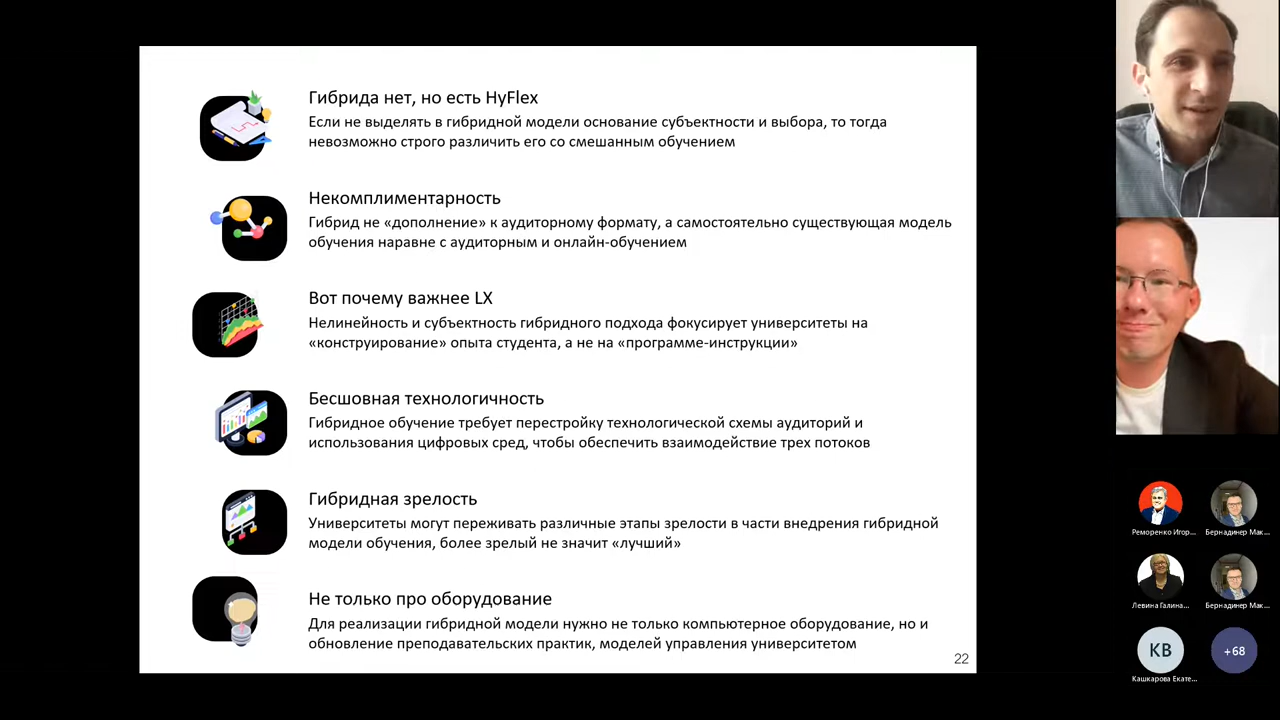 Гибрида нет, но есть HyFlex
Если не выделять в гибридной модели основание субъектности и выбора, то тогда
невозможно строго различить его со смешанным обучением
Некомплиментарность
Гибрид не «дополнение» к аудиторному формату, а самостоятельно существующая модель
обучения наравне с аудиторным и онлайн-обучением
Вот почему важнее LX
Нелинейность и субъектность гибридного подхода фокусирует университеты на
«конструирование» опыта студента, а не на «программе-инструкции»
Бесшовная технологичность
Гибридное обучение требует перестройку технологической схемы аудиторий и
использования цифровых сред, чтобы обеспечить взаимодействие трех потоков
Гибридная зрелость
Университеты могут переживать различные этапы зрелости в части внедрения гибридной
модели обучения, более зрелый не значит «лучший»
Не только про оборудование
Для реализации гибридной модели нужно не только компьютерное оборудование, но и
обновление преподавательских практик, моделей управления университетом
22
Реморенко Игор...
Бернадинер Мак...
Левина Галина...
Бернадинер Мак...
КВ
+68
Кашкарова Екате...